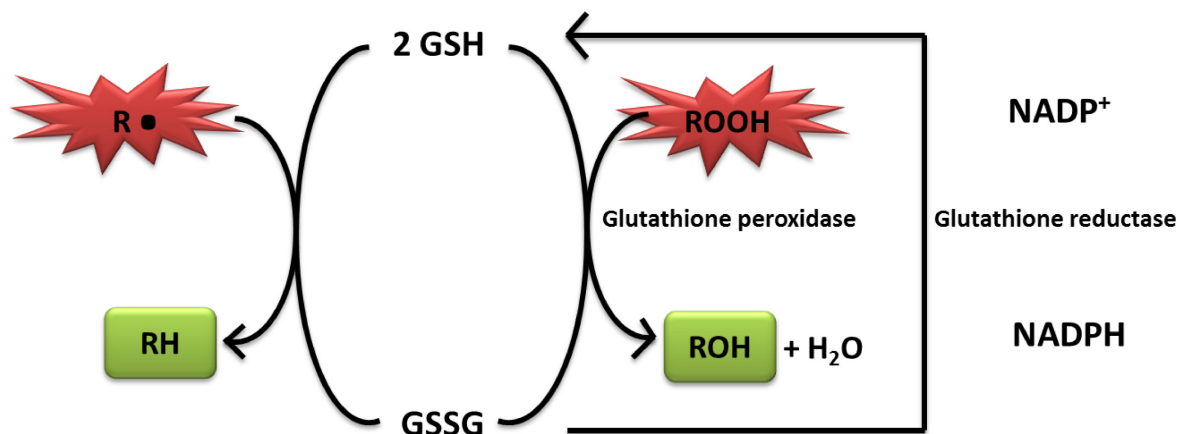 2 GSH
R •
ROOH
NADP⁺
Glutathione peroxidase
Glutathione reductase
RH
ROH + H₂O
NADPH
GSSG